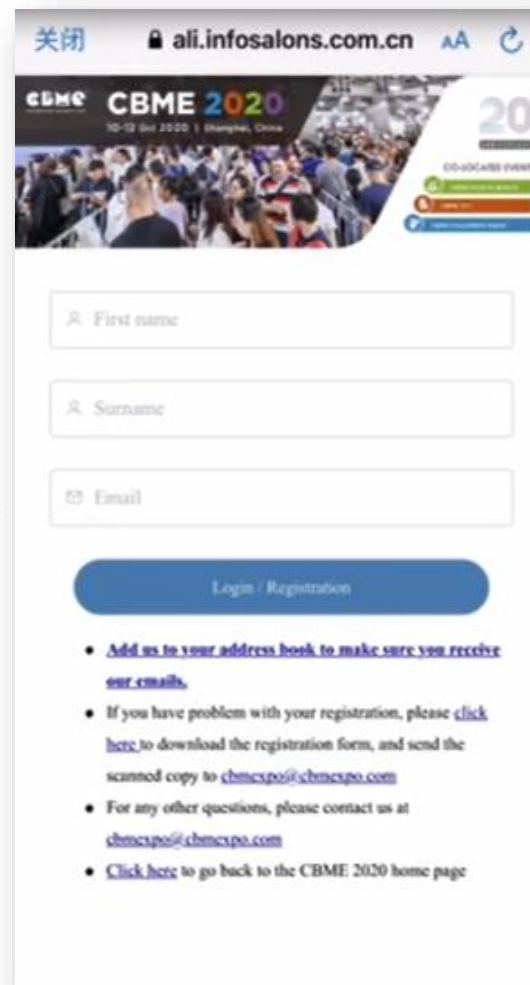 关闭
ali.infosalons.com.cn
AA
CBME
CBME 2020
10-12 Oct 2020 | Shanghai, China
20
CO-LOCATED EVENT
First name
Surname
Email
Login / Registration
Add us to your address book to make sure you receive
our emails.
If you have problem with your registration, please click
here to download the registration form, and send the
scanned copy to cbmexpo@cbmexpo.com
For any other questions, please contact us at
cbmexpo@cbmexpo.com
Click here to go back to the CBME 2020 home page